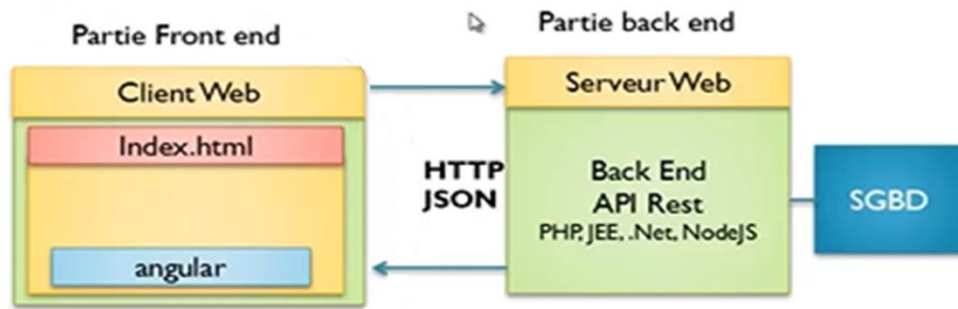 Partie Front end
Partie back end
Client Web
Index.html
angular
HTTP
JSON
Serveur Web
Back End
API Rest
PHP, JEE, .Net, NodeJS
SGBD